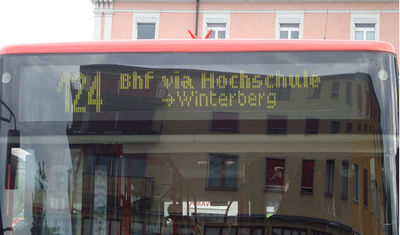 124 Bhf via Hochschule
→Winterberg